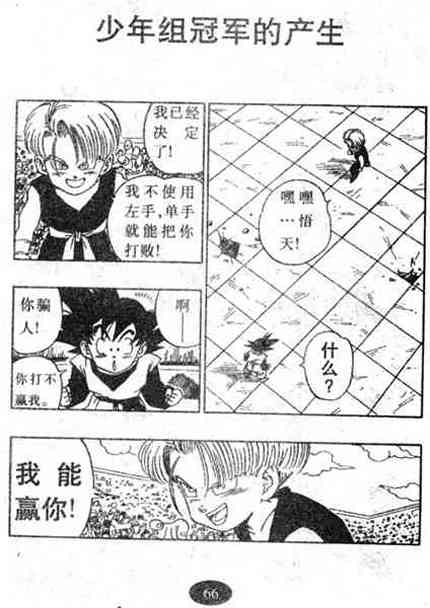 少年组冠军的产生
嘿嘿
…悟
天!
什么?
我已经
决定
了!
我不使用
左手,单手
就能把你
打败!
啊——
你骗
人!
你打不
赢我。
我能
赢你!
66